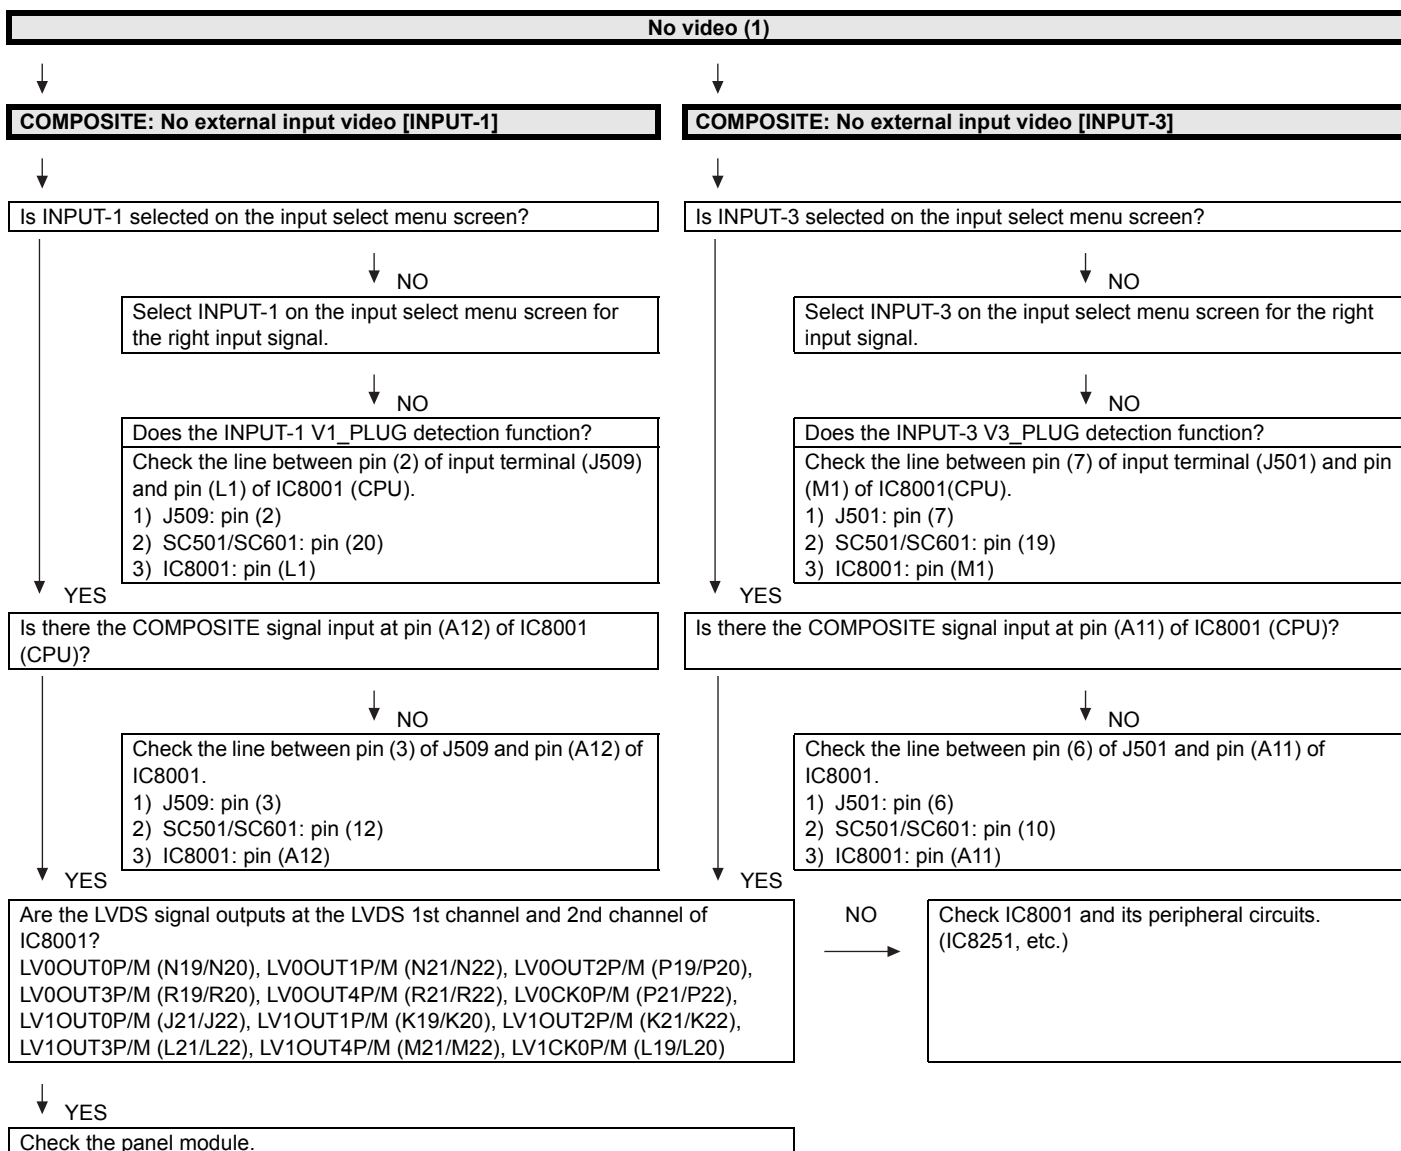 No video (1)
COMPOSITE: No external input video [INPUT-1]
Is INPUT-1 selected on the input select menu screen?
NO
Select INPUT-1 on the input select menu screen for
the right input signal.
NO
Does the INPUT-1 V1_PLUG detection function?
Check the line between pin (2) of input terminal (J509)
and pin (L1) of IC8001 (CPU).
1) J509: pin (2)
2) SC501/SC601: pin (20)
3) IC8001: pin (L1)
YES
Is there the COMPOSITE signal input at pin (A12) of IC8001
(CPU)?
NO
Check the line between pin (3) of J509 and pin (A12) of
IC8001.
1) J509: pin (3)
2) SC501/SC601: pin (12)
3) IC8001: pin (A12)
YES
COMPOSITE: No external input video [INPUT-3]
Is INPUT-3 selected on the input select menu screen?
NO
Select INPUT-3 on the input select menu screen for the right
input signal.
NO
Does the INPUT-3 V3_PLUG detection function?
Check the line between pin (7) of input terminal (J501) and pin
(M1) of IC8001(CPU).
1) J501: pin (7)
2) SC501/SC601: pin (19)
3) IC8001: pin (M1)
YES
Is there the COMPOSITE signal input at pin (A11) of IC8001 (CPU)?
NO
Check the line between pin (6) of J501 and pin (A11) of
IC8001.
1) J501: pin (6)
2) SC501/SC601: pin (10)
3) IC8001: pin (A11)
YES
Are the LVDS signal outputs at the LVDS 1st channel and 2nd channel of
IC8001?
LV0OUT0P/M (N19/N20), LV0OUT1P/M (N21/N22), LV0OUT2P/M (P19/P20),
LV0OUT3P/M (R19/R20), LV0OUT4P/M (R21/R22), LV0CK0P/M (P21/P22),
LV1OUT0P/M (J21/J22), LV1OUT1P/M (K19/K20), LV1OUT2P/M (K21/K22),
LV1OUT3P/M (L21/L22), LV1OUT4P/M (M21/M22), LV1CK0P/M (L19/L20)
NO
Check IC8001 and its peripheral circuits.
(IC8251, etc.)
YES
Check the panel module.